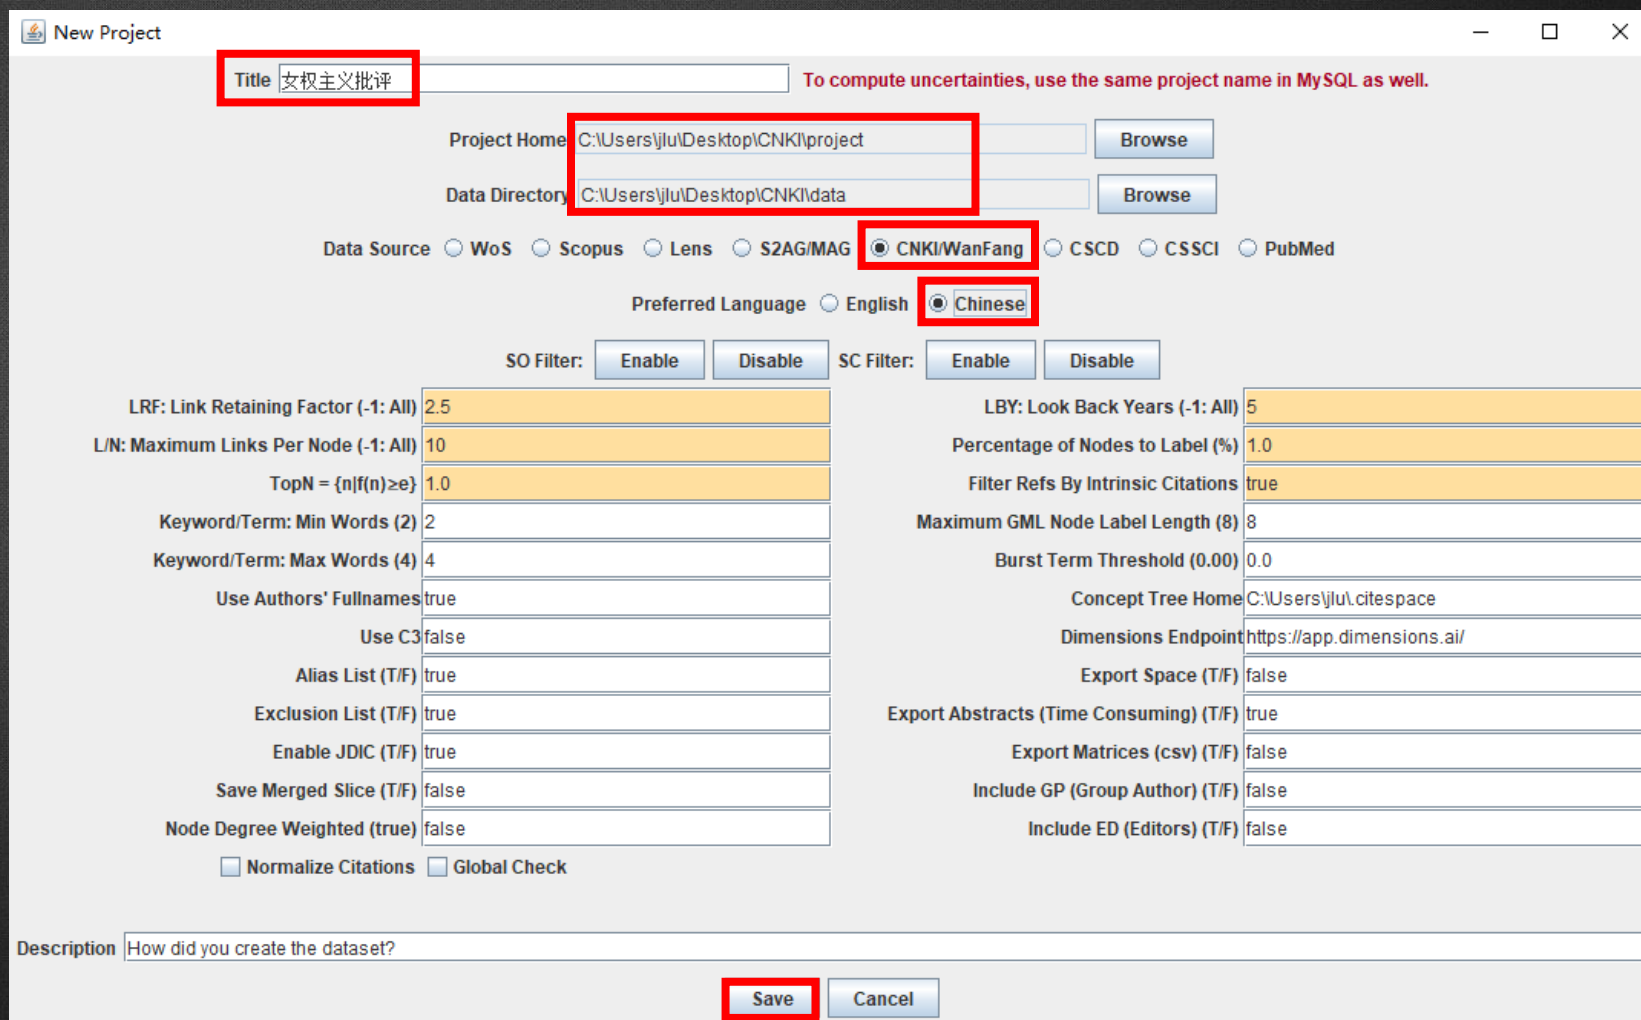 New Project
Title 女权主义批评 To compute uncertainties, use the same project name in MySQL as well.
Project Home C:\Users\jlu\Desktop\CNKI\project Browse
Data Directory C:\Users\jlu\Desktop\CNKI\data Browse
Data Source WoS Scopus Lens S2AG/MAG CNKI/WanFang CSCD CSSCI PubMed
Preferred Language English Chinese
SO Filter: Enable Disable SC Filter: Enable Disable
LRF: Link Retaining Factor (-1: All) 2.5 LBY: Look Back Years (-1: All) 5
L/N: Maximum Links Per Node (-1: All) 10 Percentage of Nodes to Label (%) 1.0
TopN = {n|f(n)≥e} 1.0 Filter Refs By Intrinsic Citations true
Keyword/Term: Min Words (2) 2 Maximum GML Node Label Length (8) 8
Keyword/Term: Max Words (4) 4 Burst Term Threshold (0.00) 0.0
Use Authors' Fullnames true Concept Tree Home C:\Users\jlu\.citespace
Use C3 false Dimensions Endpoint https://app.dimensions.ai/
Alias List (T/F) true Export Space (T/F) false
Exclusion List (T/F) true Export Abstracts (Time Consuming) (T/F) true
Enable JDIC (T/F) true Export Matrices (csv) (T/F) false
Save Merged Slice (T/F) false Include GP (Group Author) (T/F) false
Node Degree Weighted (true) false Include ED (Editors) (T/F) false
Normalize Citations Global Check
Description How did you create the dataset?
Save Cancel